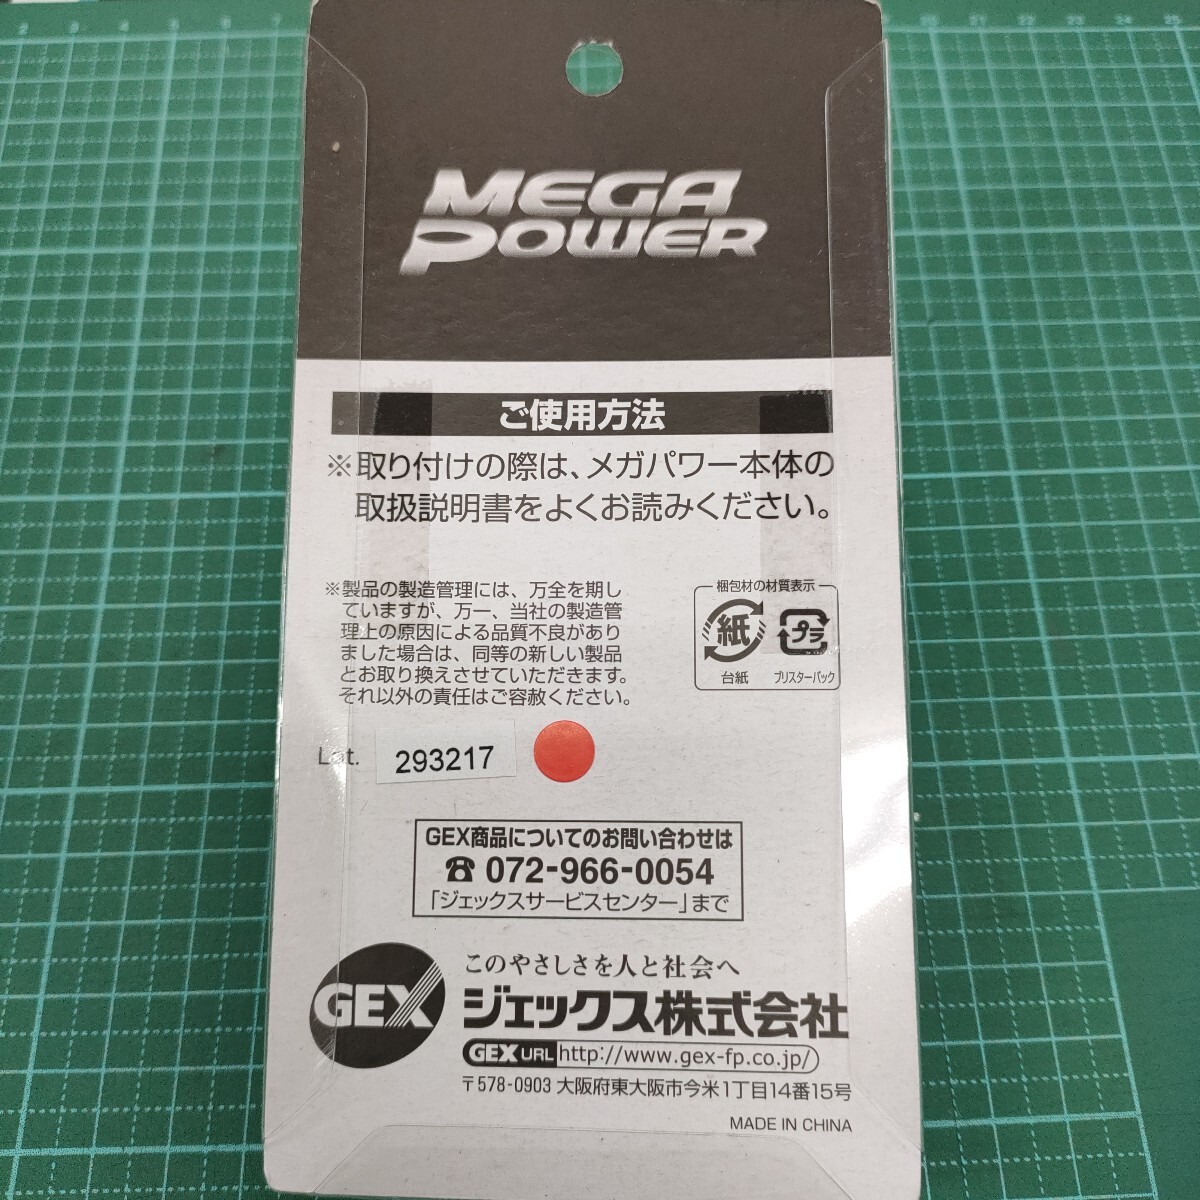 MEGA
POWER
ご使用方法
※取り付けの際は、メガパワー本体の
取扱説明書をよくお読みください。
※製品の製造管理には、万全を期し
ていますが、万一、当社の製造管
理上の原因による品質不良があり
ました場合は、同等の新しい製品
とお取り換えさせていただきます。
それ以外の責任はご容赦ください。
梱包材の材質表示
紙 プラ
台紙 ブリスターパック
Lot. 293217
GEX商品についてのお問い合わせは
☎ 072-966-0054
「ジェックスサービスセンター」まで
このやさしさを人と社会へ
GEX ジェックス株式会社
GEX URL http://www.gex-fp.co.jp/
〒578-0903 大阪府東大阪市今米1丁目14番15号
MADE IN CHINA